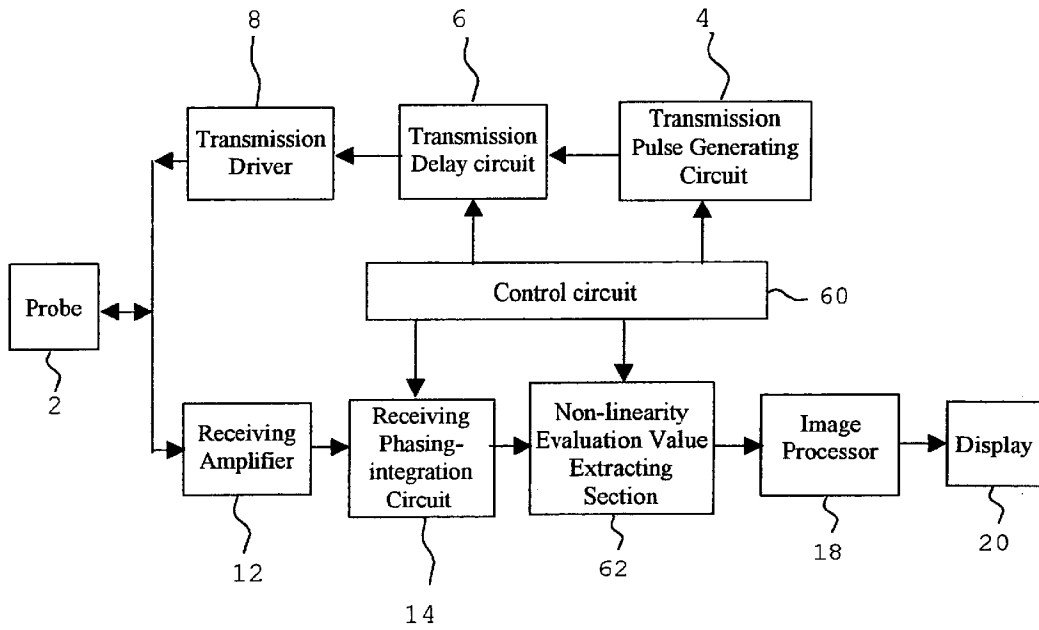 8
6
4
Transmission
Driver
Transmission
Delay circuit
Transmission
Pulse Generating
Circuit
Control circuit
60
Probe
2
Receiving
Amplifier
Receiving
Phasing-
integration
Circuit
Non-linearity
Evaluation Value
Extracting
Section
Image
Processor
Display
12
14
62
18
20